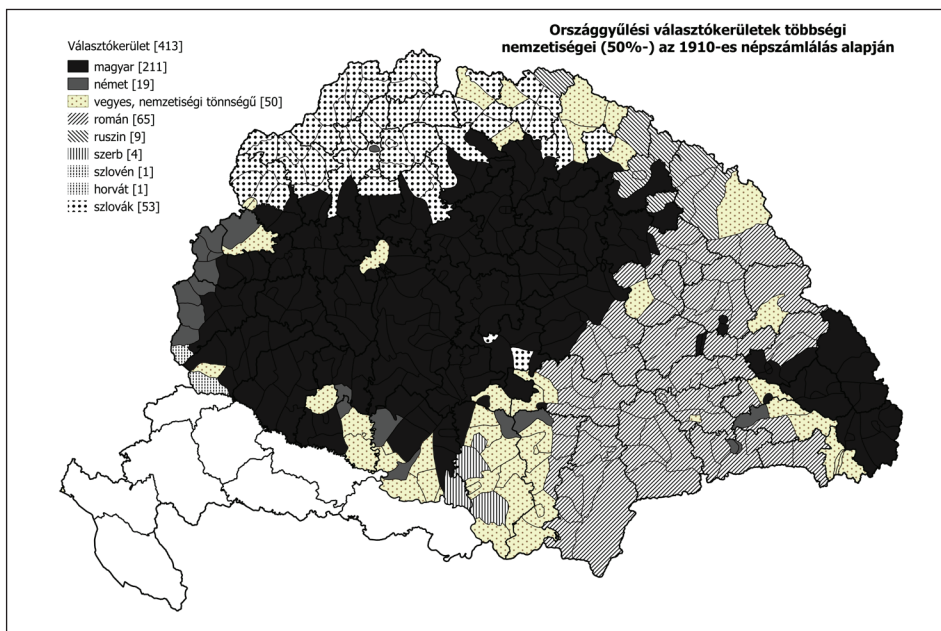 Országgyűlési választókerületek többségi
nemzetiségei (50%-) az 1910-es népszámlálás alapján
Választókerület [413]
magyar [211]
német [19]
vegyes, nemzetiségi tönnségű [50]
román [65]
ruszin [9]
szerb [4]
szlovén [1]
horvát [1]
szlovák [53]